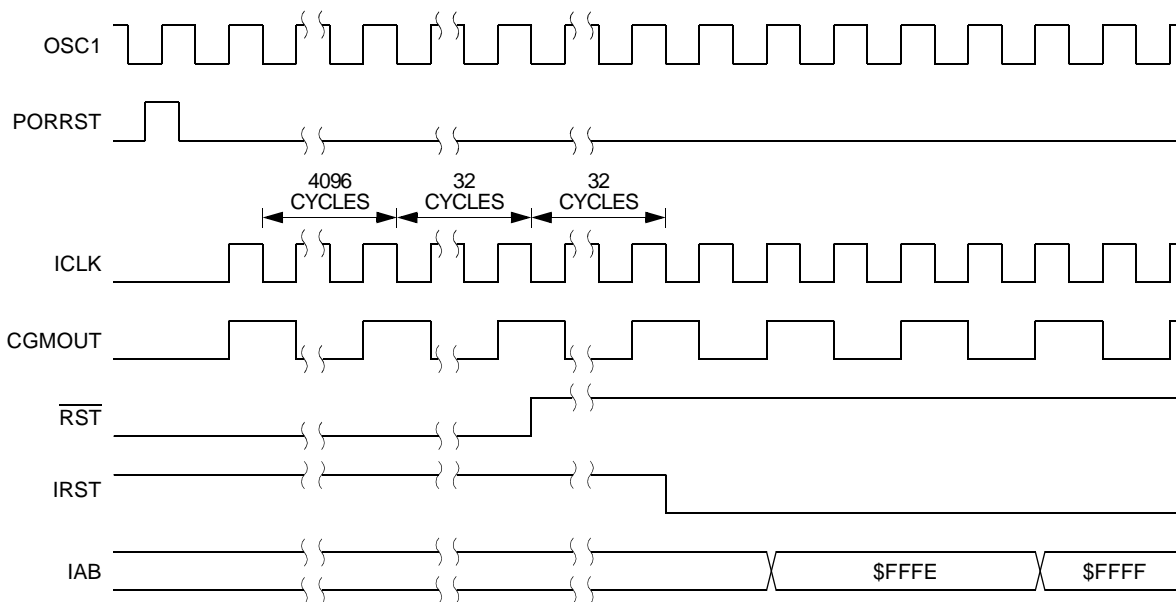 OSC1
PORRST
4096
CYCLES
32
CYCLES
32
CYCLES
ICLK
CGMOUT
RST
IRST
IAB
$FFFE
$FFFF